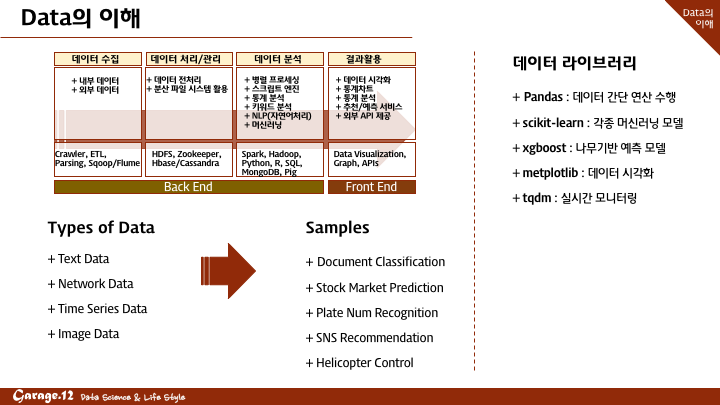 Data의 이해
Data의
이해
데이터 수집
+ 내부 데이터
+ 외부 데이터
Crawler, ETL,
Parsing, Sqoop/Flume
데이터 처리/관리
+ 데이터 전처리
+ 분산 파일 시스템 활용
HDFS, Zookeeper,
Hbase/Cassandra
데이터 분석
+ 병렬 프로세싱
+ 스크립트 엔진
+ 통계 분석
+ 키워드 분석
+ NLP(자연어처리)
+ 머신러닝
Spark, Hadoop,
Python, R, SQL,
MongoDB, Pig
결과활용
+ 데이터 시각화
+ 통계차트
+ 통계 분석
+ 추천/예측 서비스
+ 외부 API 제공
Data Visualization,
Graph, APIs
Back End
Front End
Types of Data
+ Text Data
+ Network Data
+ Time Series Data
+ Image Data
Samples
+ Document Classification
+ Stock Market Prediction
+ Plate Num Recognition
+ SNS Recommendation
+ Helicopter Control
데이터 라이브러리
+ Pandas : 데이터 간단 연산 수행
+ scikit-learn : 각종 머신러닝 모델
+ xgboost : 나무기반 예측 모델
+ metplotlib : 데이터 시각화
+ tqdm : 실시간 모니터링
Garage.12 Data Science & Life Style